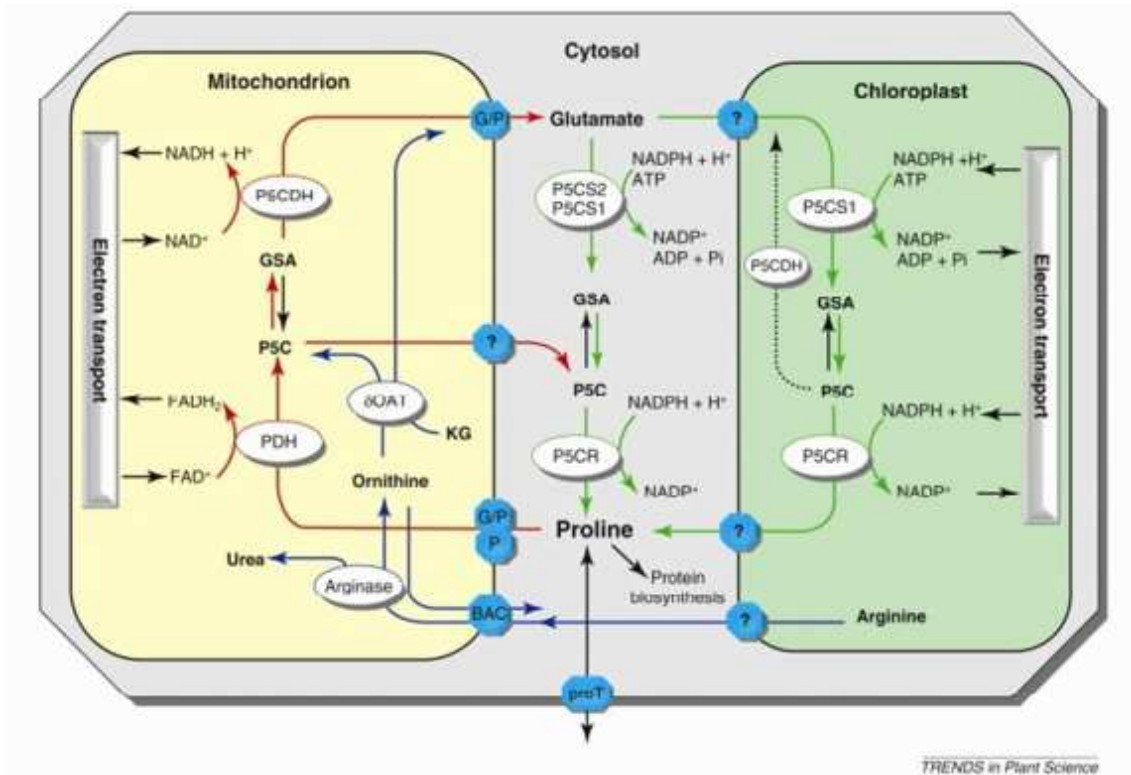 Cytosol
Mitochondrion
Chloroplast
G/P
Glutamate
?
NADH + H⁺
P5CDH
NAD⁺
GSA
P5C
FADH₂
PDH
FAD⁺
Electron transport
δOAT
KG
Ornithine
Urea
Arginase
?
G/P
P
BAC
P5CS2
P5CS1
NADPH + H⁺
ATP
NADP⁺
ADP + Pi
GSA
P5C
P5CR
NADPH + H⁺
NADP⁺
Proline
Protein
biosynthesis
proT
P5CS1
NADPH +H⁺
ATP
NADP⁺
ADP + Pi
P5CDH
GSA
P5C
P5CR
NADPH + H⁺
NADP⁺
Electron transport
?
?
Arginine
TRENDS in Plant Science